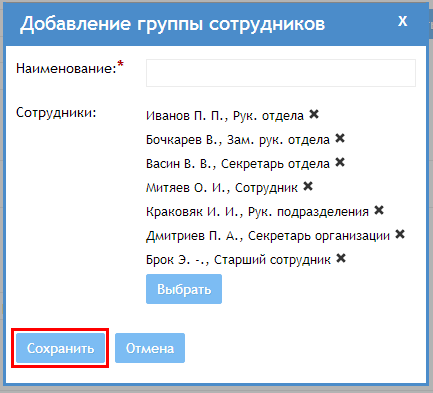 Добавление группы сотрудников X
Наименование:*
Сотрудники:
Иванов П. П., Рук. отдела ✖
Бочкарев В., Зам. рук. отдела ✖
Васин В. В., Секретарь отдела ✖
Митяев О. И., Сотрудник ✖
Краковяк И. И., Рук. подразделения ✖
Дмитриев П. А., Секретарь организации ✖
Брок Э. -., Старший сотрудник ✖
Выбрать
Сохранить Отмена